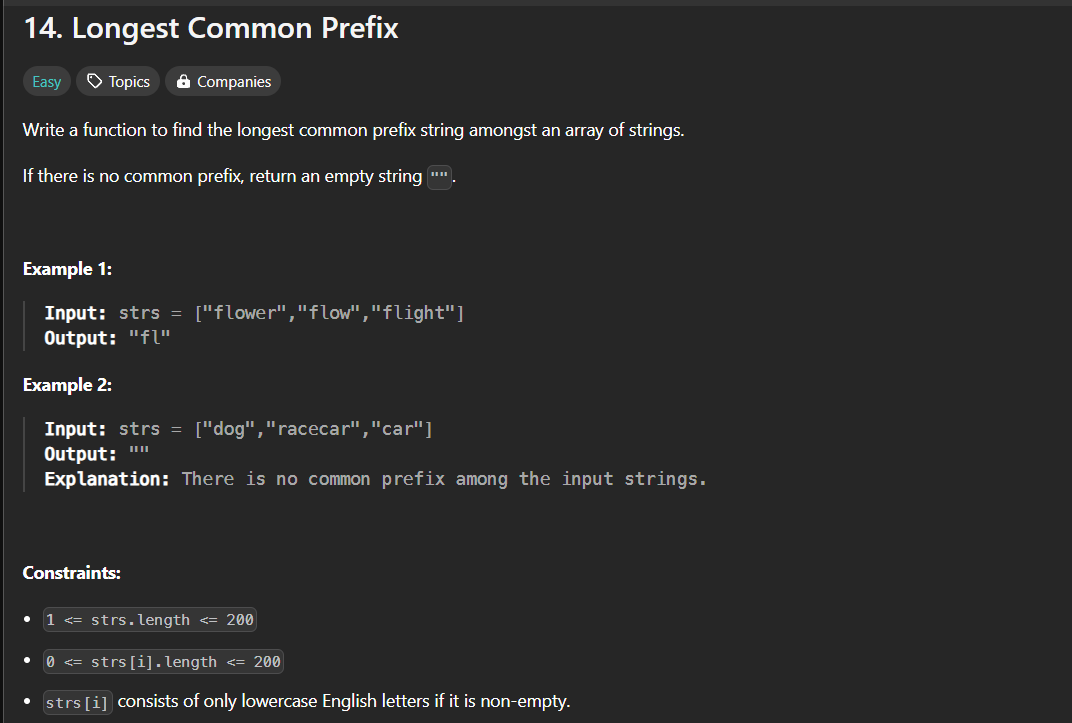 14. Longest Common Prefix
Easy Topics Companies
Write a function to find the longest common prefix string amongst an array of strings.
If there is no common prefix, return an empty string "".
Example 1:
Input: strs = ["flower","flow","flight"]
Output: "fl"
Example 2:
Input: strs = ["dog","racecar","car"]
Output: ""
Explanation: There is no common prefix among the input strings.
Constraints:
• 1 <= strs.length <= 200
• 0 <= strs[i].length <= 200
• strs[i] consists of only lowercase English letters if it is non-empty.